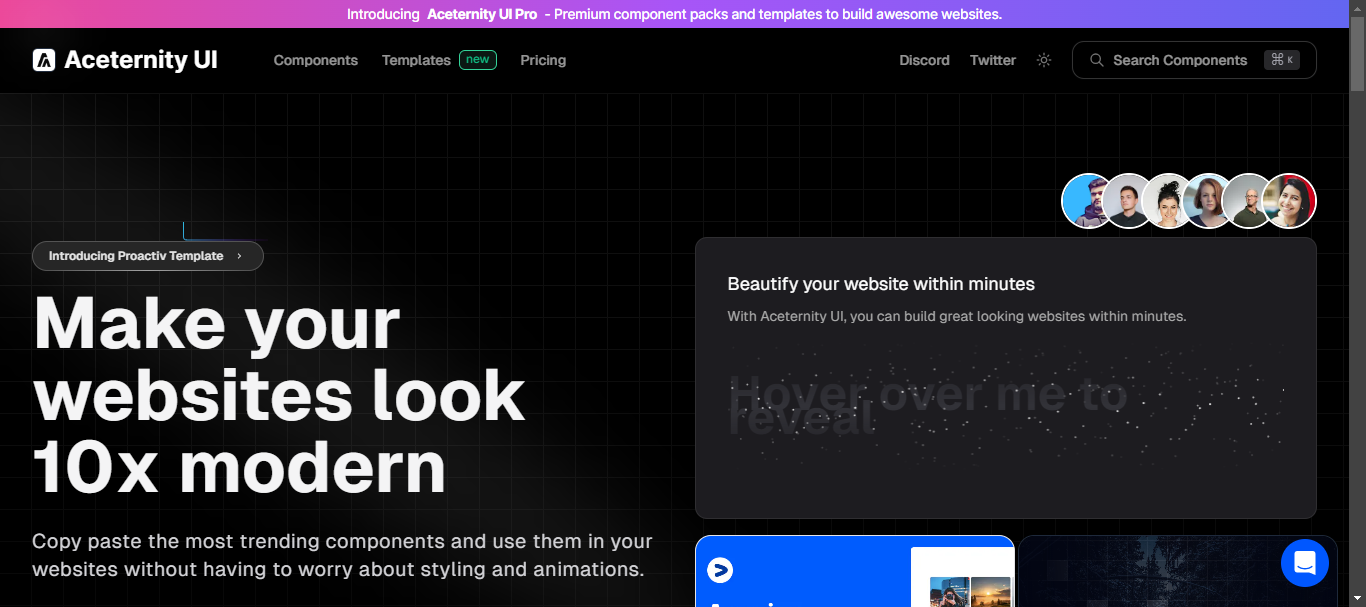 Introducing Aceternity UI Pro - Premium component packs and templates to build awesome websites.
Aceternity UI
Components
Templates new
Pricing
Discord
Twitter
Search Components
⌘ K
Introducing Proactiv Template ›
Make your
websites look
10x modern
Copy paste the most trending components and use them in your
websites without having to worry about styling and animations.
Beautify your website within minutes
With Aceternity UI, you can build great looking websites within minutes.
Hover over me to
reveal